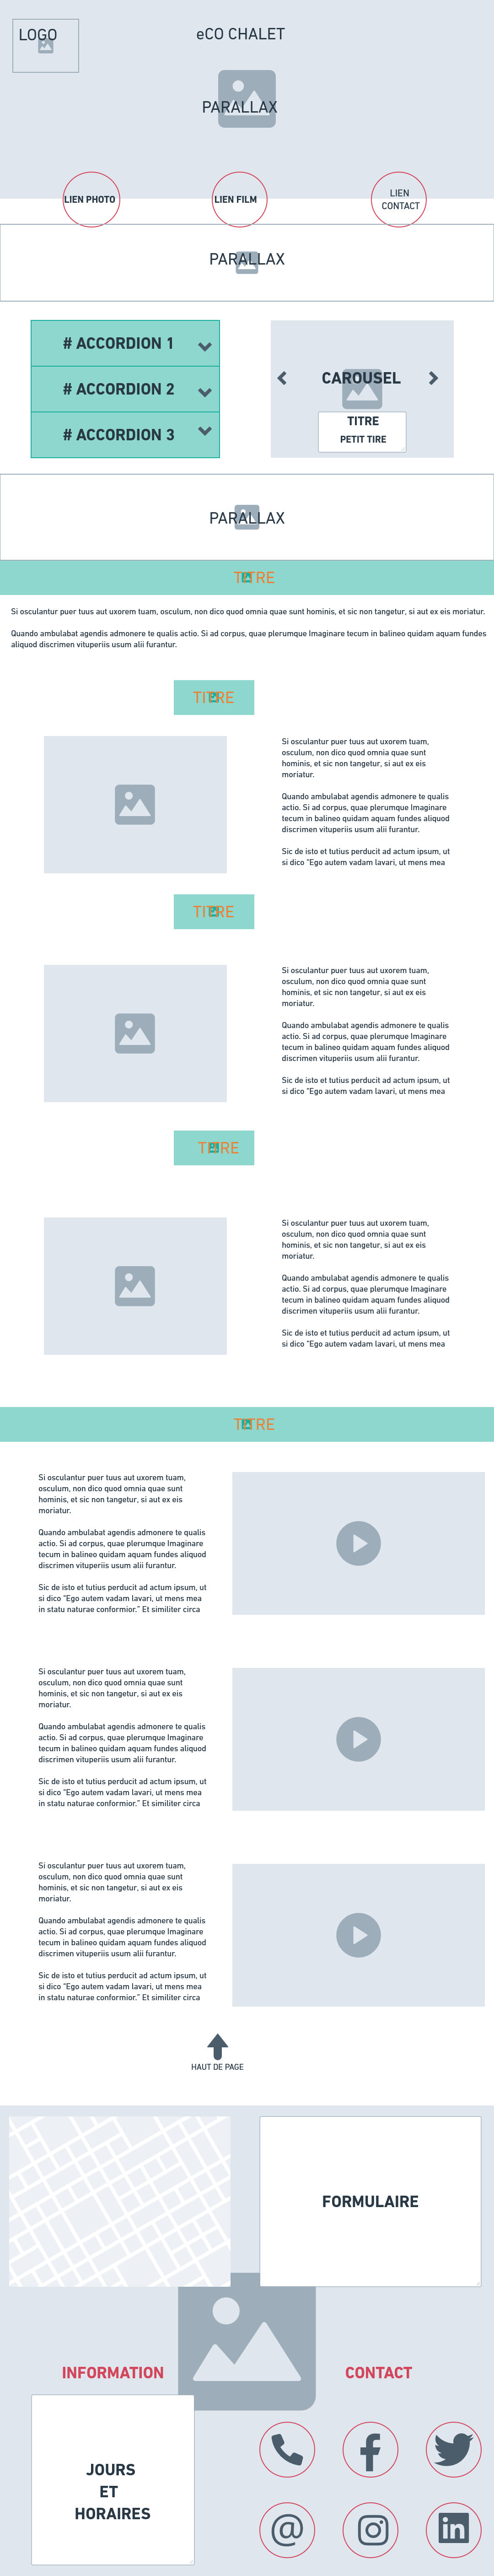 LOGO
eCO CHALET
PARALLAX
LIEN PHOTO
LIEN FILM
LIEN
CONTACT
PARALLAX
# ACCORDION 1
# ACCORDION 2
# ACCORDION 3
CAROUSEL
TITRE
PETIT TIRE
PARALLAX
TITRE
Si osculantur puer tuus aut uxorem tuam, osculum, non dico quod omnia quae sunt hominis, et sic non tangetur, si aut ex eis moriatur.
Quando ambulabat agendis admonere te qualis actio. Si ad corpus, quae plerumque Imaginare tecum in balineo quidam aquam fundes
aliquod discrimen vituperiis usum alii furantur.
TITRE
Si osculantur puer tuus aut uxorem tuam,
osculum, non dico quod omnia quae sunt
hominis, et sic non tangetur, si aut ex eis
moriatur.
Quando ambulabat agendis admonere te qualis
actio. Si ad corpus, quae plerumque Imaginare
tecum in balineo quidam aquam fundes aliquod
discrimen vituperiis usum alii furantur.
Sic de isto et tutius perducit ad actum ipsum, ut
si dico "Ego autem vadam lavari, ut mens mea
TITRE
Si osculantur puer tuus aut uxorem tuam,
osculum, non dico quod omnia quae sunt
hominis, et sic non tangetur, si aut ex eis
moriatur.
Quando ambulabat agendis admonere te qualis
actio. Si ad corpus, quae plerumque Imaginare
tecum in balineo quidam aquam fundes aliquod
discrimen vituperiis usum alii furantur.
Sic de isto et tutius perducit ad actum ipsum, ut
si dico "Ego autem vadam lavari, ut mens mea
TITRE
Si osculantur puer tuus aut uxorem tuam,
osculum, non dico quod omnia quae sunt
hominis, et sic non tangetur, si aut ex eis
moriatur.
Quando ambulabat agendis admonere te qualis
actio. Si ad corpus, quae plerumque Imaginare
tecum in balineo quidam aquam fundes aliquod
discrimen vituperiis usum alii furantur.
Sic de isto et tutius perducit ad actum ipsum, ut
si dico "Ego autem vadam lavari, ut mens mea
TITRE
Si osculantur puer tuus aut uxorem tuam,
osculum, non dico quod omnia quae sunt
hominis, et sic non tangetur, si aut ex eis
moriatur.
Quando ambulabat agendis admonere te qualis
actio. Si ad corpus, quae plerumque Imaginare
tecum in balineo quidam aquam fundes aliquod
discrimen vituperiis usum alii furantur.
Sic de isto et tutius perducit ad actum ipsum, ut
si dico "Ego autem vadam lavari, ut mens mea
in statu naturae conformior." Et similiter circa
Si osculantur puer tuus aut uxorem tuam,
osculum, non dico quod omnia quae sunt
hominis, et sic non tangetur, si aut ex eis
moriatur.
Quando ambulabat agendis admonere te qualis
actio. Si ad corpus, quae plerumque Imaginare
tecum in balineo quidam aquam fundes aliquod
discrimen vituperiis usum alii furantur.
Sic de isto et tutius perducit ad actum ipsum, ut
si dico "Ego autem vadam lavari, ut mens mea
in statu naturae conformior." Et similiter circa
Si osculantur puer tuus aut uxorem tuam,
osculum, non dico quod omnia quae sunt
hominis, et sic non tangetur, si aut ex eis
moriatur.
Quando ambulabat agendis admonere te qualis
actio. Si ad corpus, quae plerumque Imaginare
tecum in balineo quidam aquam fundes aliquod
discrimen vituperiis usum alii furantur.
Sic de isto et tutius perducit ad actum ipsum, ut
si dico "Ego autem vadam lavari, ut mens mea
in statu naturae conformior." Et similiter circa
HAUT DE PAGE
FORMULAIRE
INFORMATION
CONTACT
JOURS
ET
HORAIRES
@